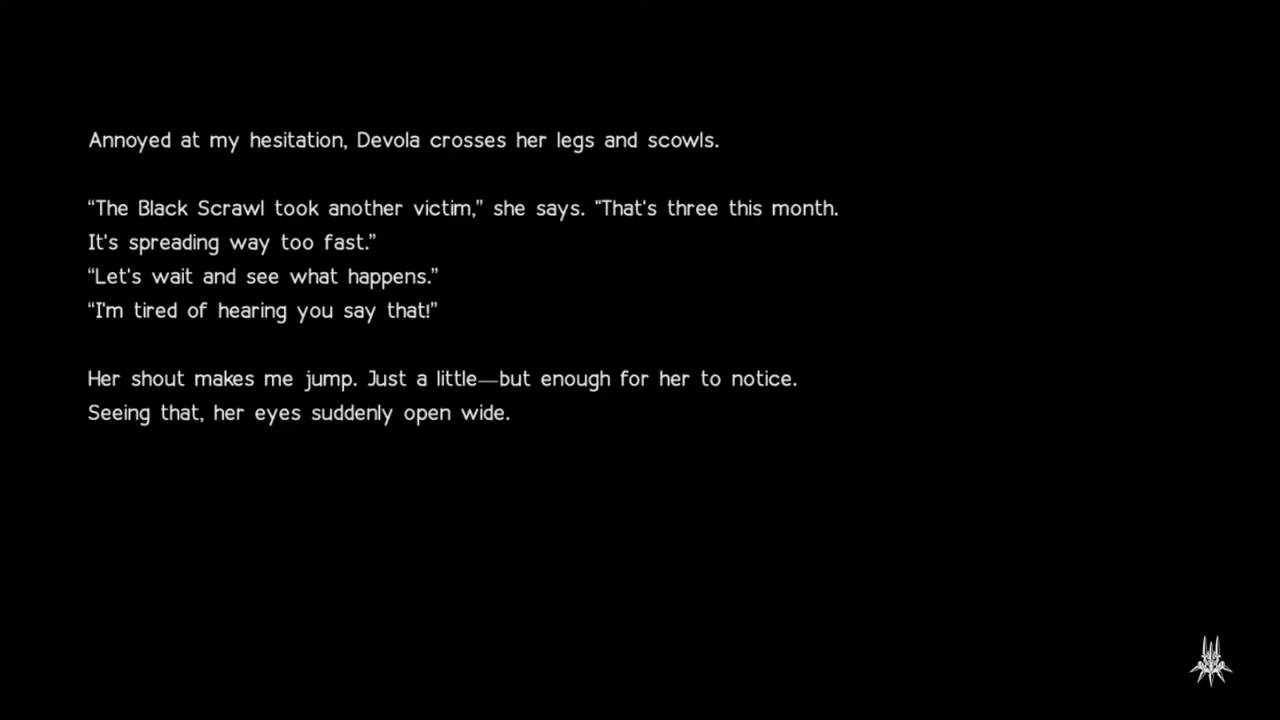 Annoyed at my hesitation, Devola crosses her legs and scowls.
“The Black Scrawl took another victim,” she says. "That's three this month.
It's spreading way too fast.”
“Let's wait and see what happens.”
“I'm tired of hearing you say that!”
Her shout makes me jump. Just a little—but enough for her to notice.
Seeing that, her eyes suddenly open wide.